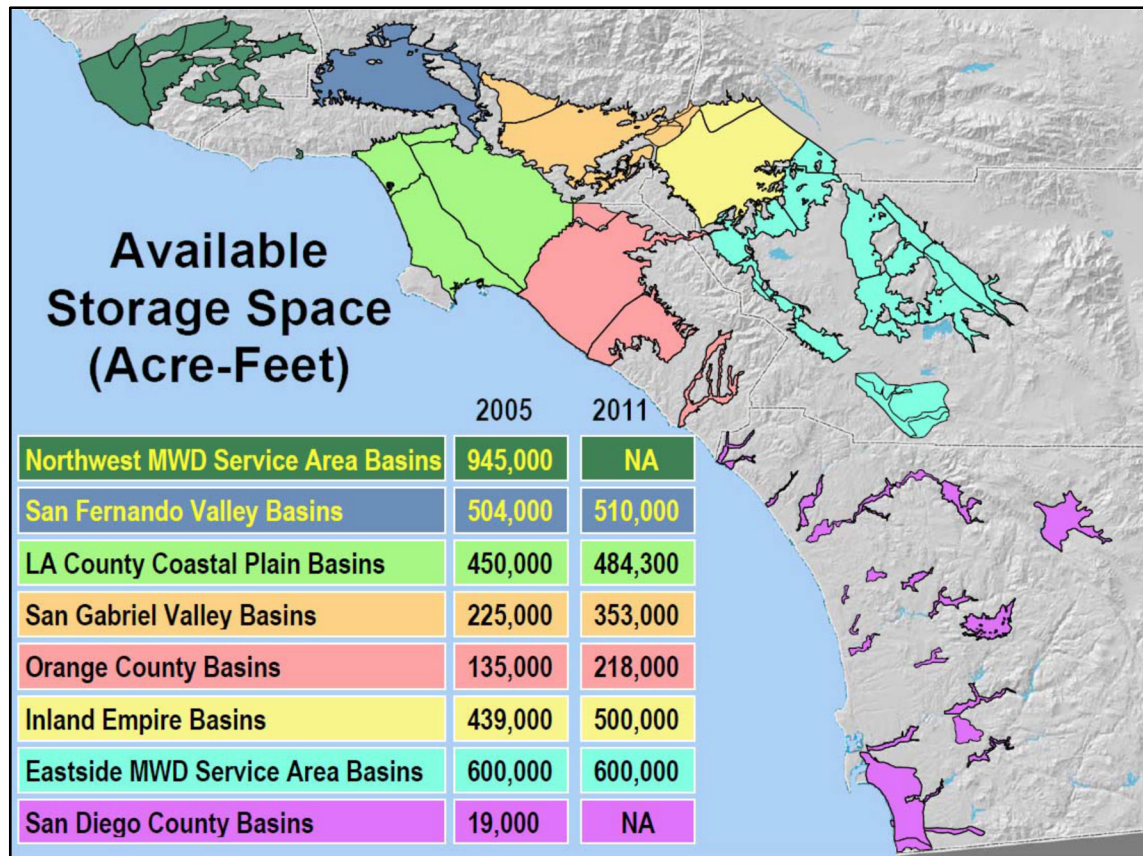 Available
Storage Space
(Acre-Feet)
2005 2011
Northwest MWD Service Area Basins 945,000 NA
San Fernando Valley Basins 504,000 510,000
LA County Coastal Plain Basins 450,000 484,300
San Gabriel Valley Basins 225,000 353,000
Orange County Basins 135,000 218,000
Inland Empire Basins 439,000 500,000
Eastside MWD Service Area Basins 600,000 600,000
San Diego County Basins 19,000 NA